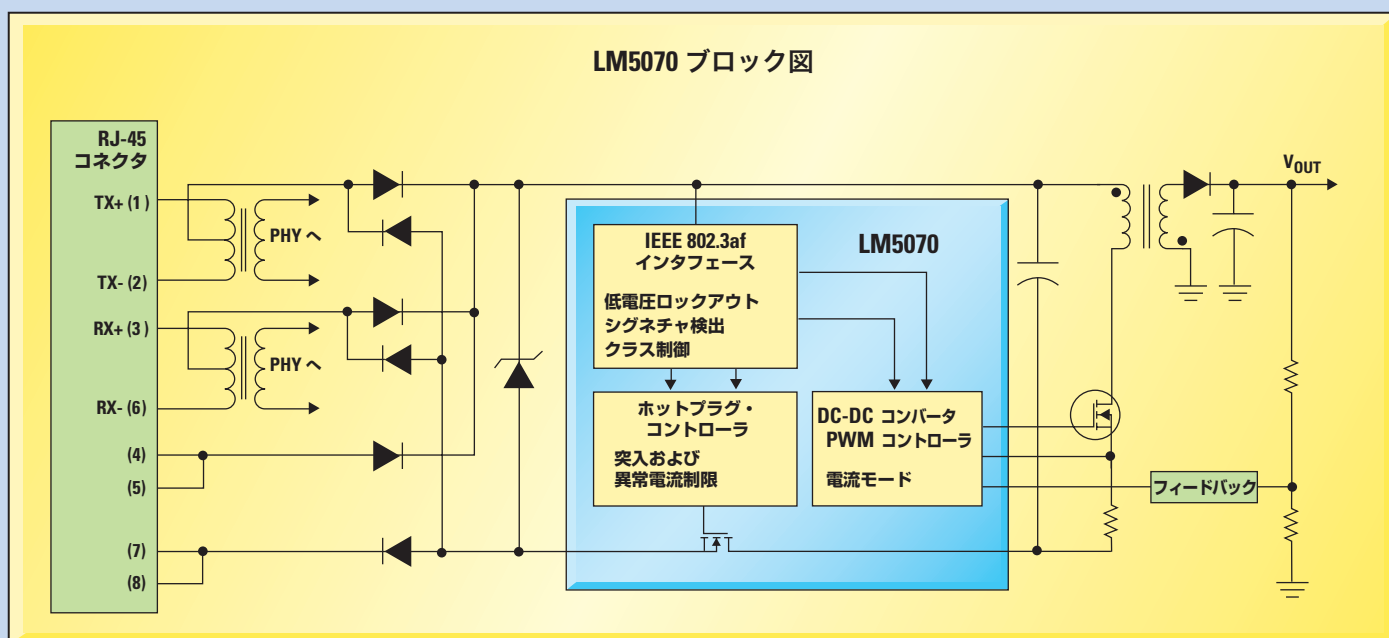 LM5070 ブロック図
RJ-45
コネクタ
TX+ (1)
TX- (2)
RX+ (3)
RX- (6)
(4)
(5)
(7)
(8)
PHY へ
PHY へ
LM5070
IEEE 802.3af
インタフェース
低電圧ロックアウト
シグネチャ検出
クラス制御
ホットプラグ・
コントローラ
突入および
異常電流制限
DC-DC コンバータ
PWM コントローラ
電流モード
フィードバック
VOUT